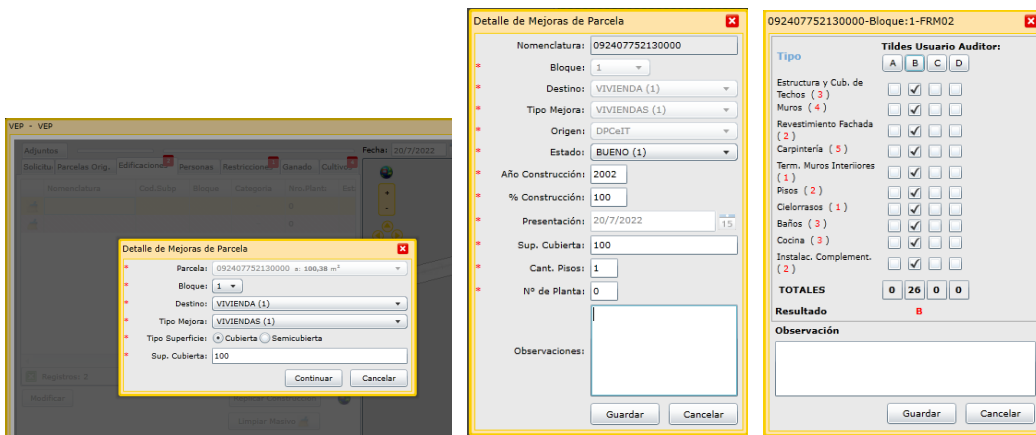 VEP - VEP
Adjuntos
Fecha: 20/7/2022
Solicitu Parcelas Orig. Edificaciones Personas Restricciones Ganado Cultivos
Nomenclatura Cod.Subp Bloque Categoria Nro.Plant. Est
Detalle de Mejoras de Parcela
* Parcela: 092407752130000 a: 100,38 m²
* Bloque: 1
* Destino: VIVIENDA (1)
* Tipo Mejora: VIVIENDAS (1)
* Tipo Superficie: Cubierta Semicubierta
* Sup. Cubierta: 100
Continuar Cancelar
Registros: 2
Modificar
Limpiar
Detalle de Mejoras de Parcela
Nomenclatura: 092407752130000
* Bloque: 1
* Destino: VIVIENDA (1)
* Tipo Mejora: VIVIENDAS (1)
* Origen: DPCeIT
* Estado: BUENO (1)
* Año Construcción: 2002
* % Construcción: 100
* Presentación: 20/7/2022 15
* Sup. Cubierta: 100
* Cant. Pisos: 1
* Nº de Planta: 0
Observaciones:
Guardar Cancelar
092407752130000-Bloque:1-FRM02
Tipo
Tildes Usuario Auditor:
A B C D
Estructura y Cub. de
Techos ( 3 )
Muros ( 4 )
Revestimiento Fachada
( 2 )
Carpintería ( 5 )
Term. Muros Interiiores
( 1 )
Pisos ( 2 )
Cielorrasos ( 1 )
Baños ( 3 )
Cocina ( 3 )
Instalac. Complement.
( 2 )
TOTALES 0 26 0 0
Resultado B
Observación
Guardar Cancelar